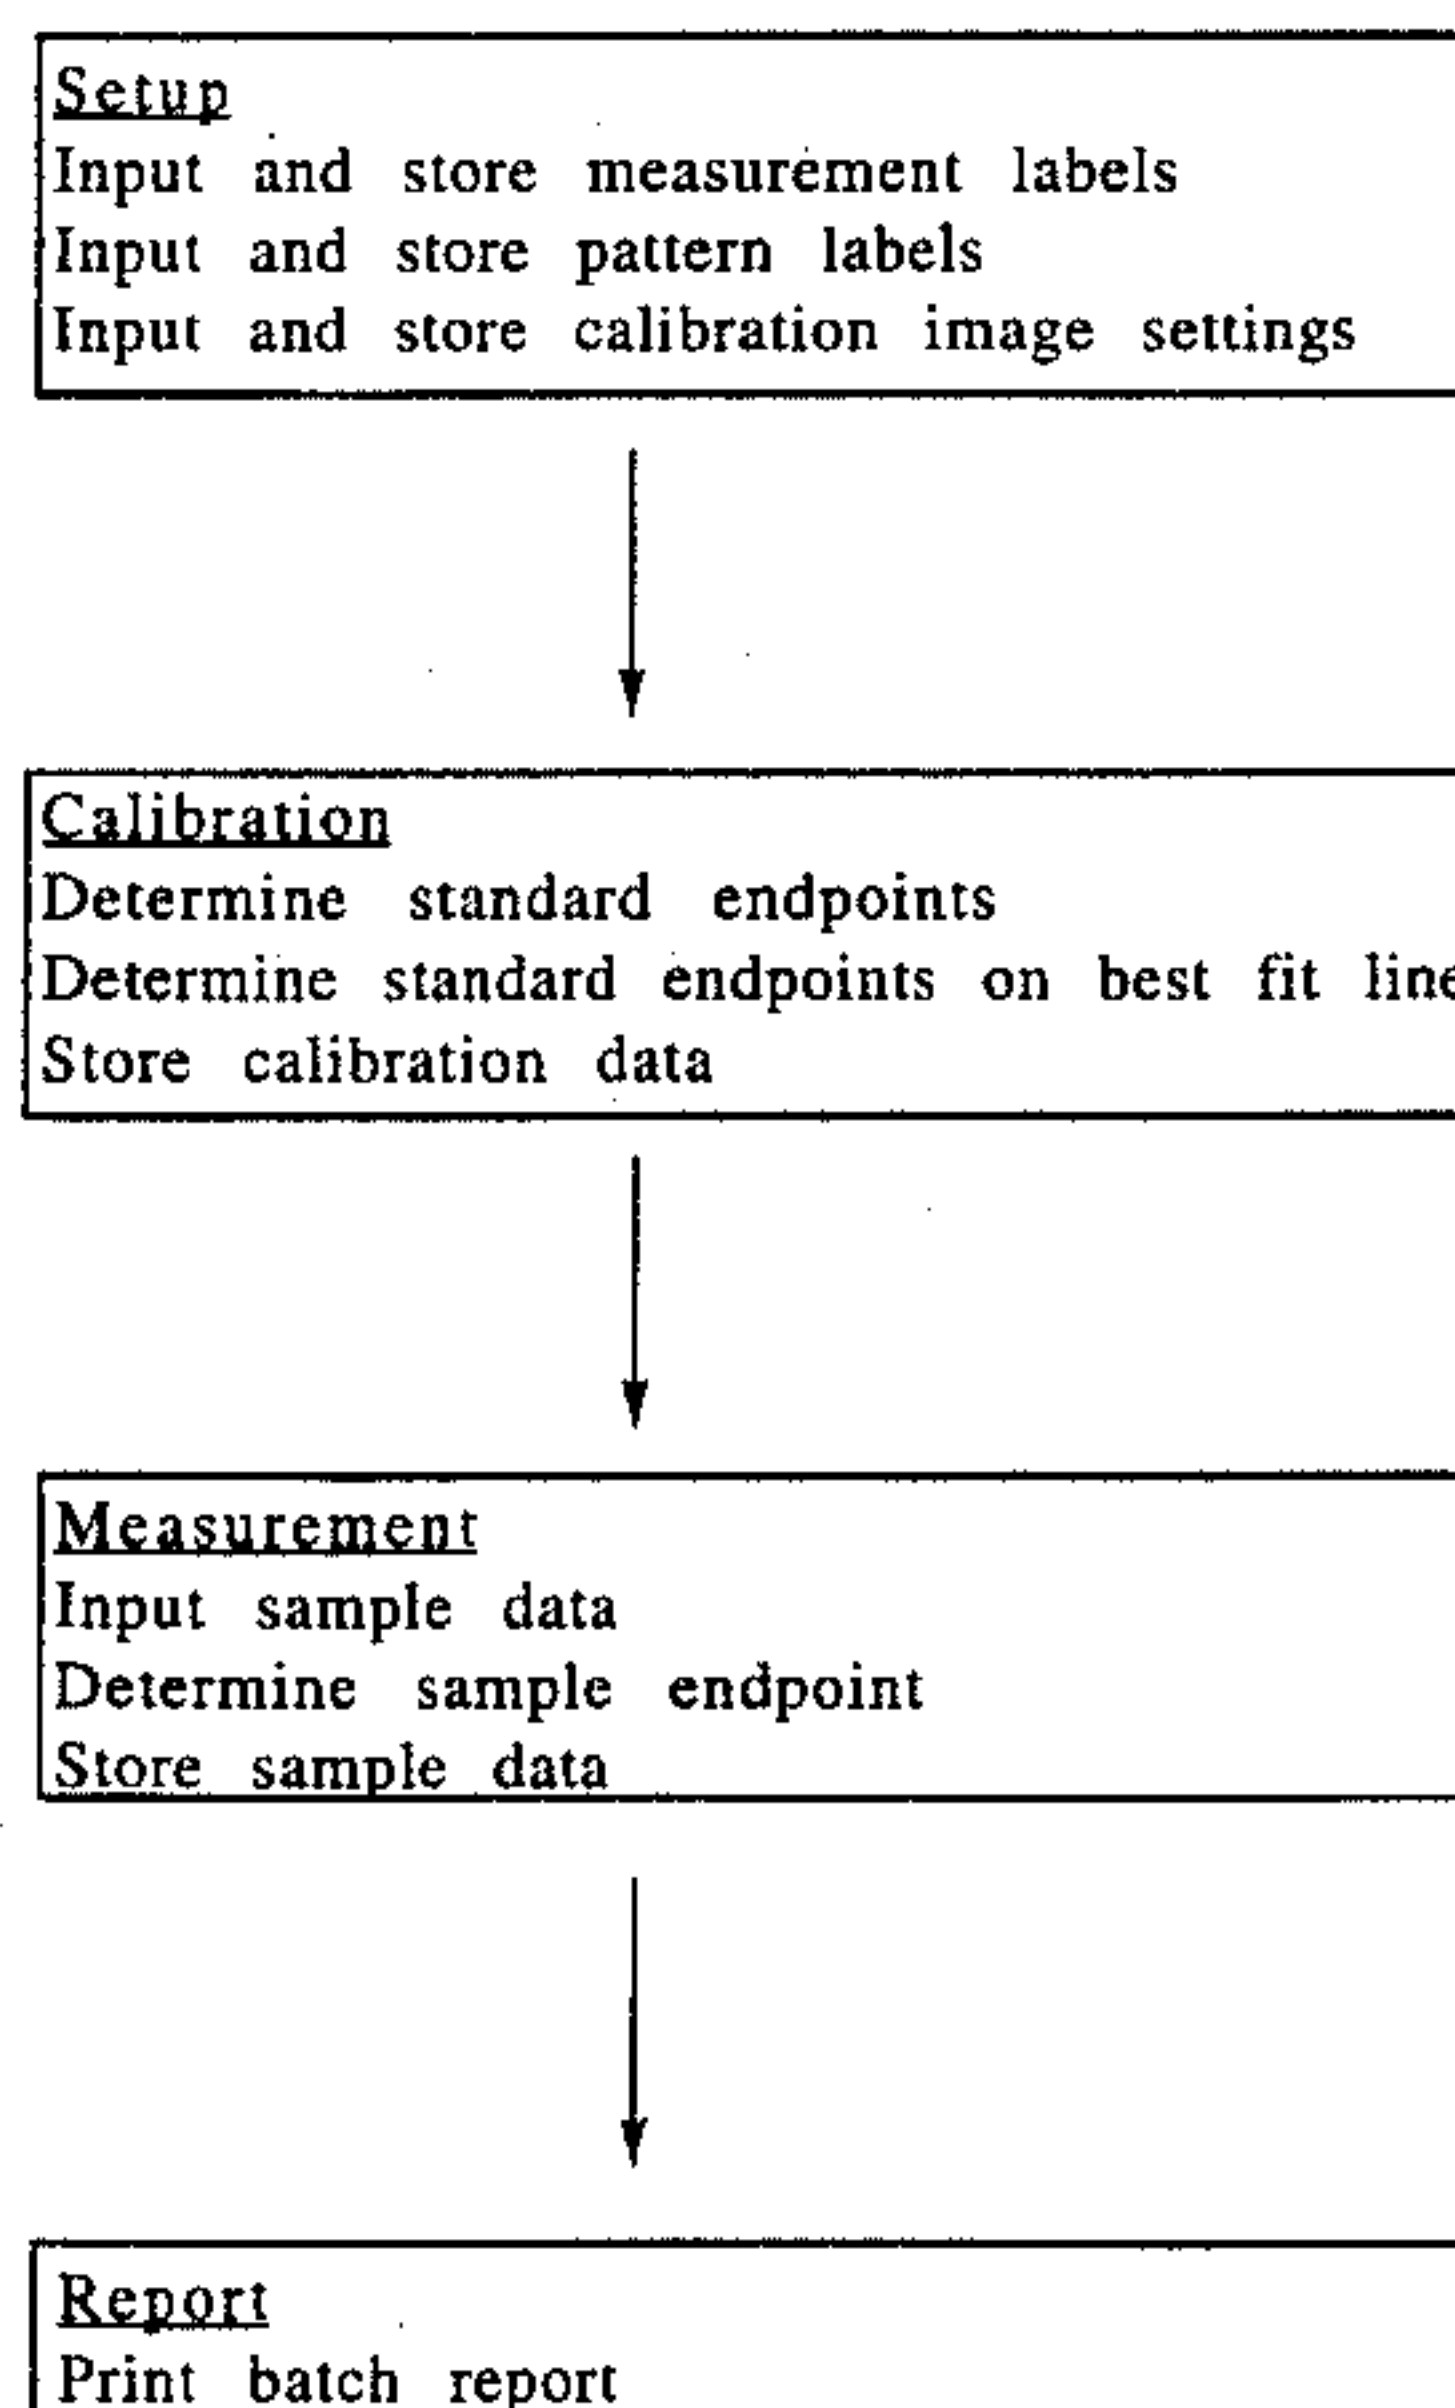 Setup
Input and store measurement labels
Input and store pattern labels
Input and store calibration image settings
Calibration
Determine standard endpoints
Determine standard endpoints on best fit line
Store calibration data
Measurement
Input sample data
Determine sample endpoint
Store sample data
Report
Print batch report